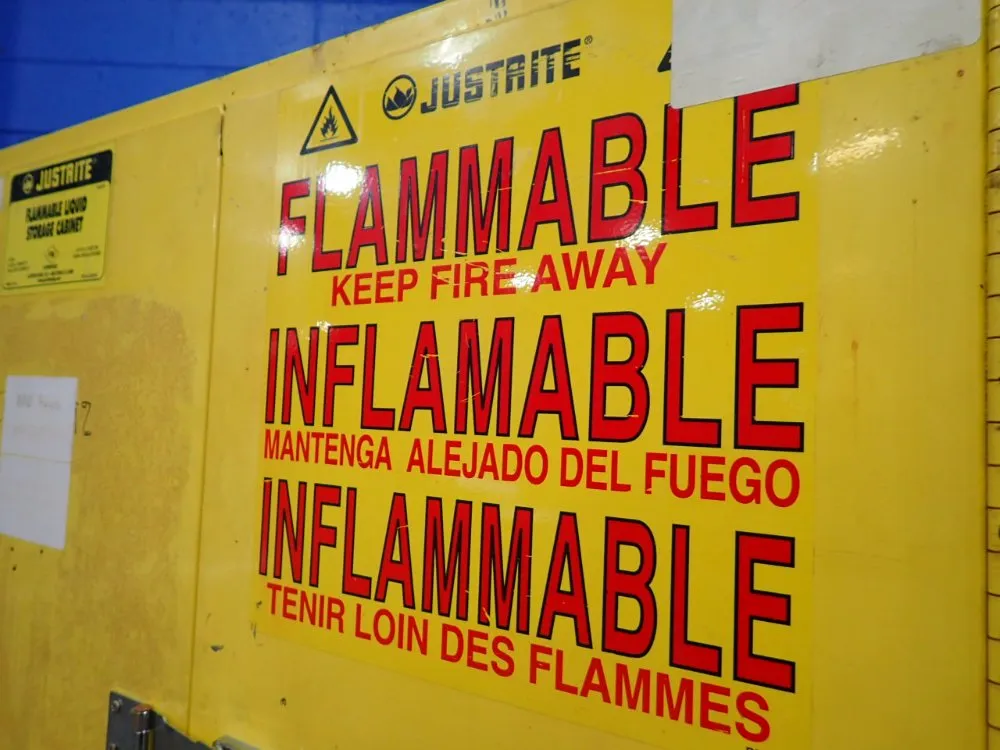 JUSTRITE
FLAMMABLE LIQUID
STORAGE CABINET
JUSTRITE®
FLAMMABLE
KEEP FIRE AWAY
INFLAMABLE
MANTENGA ALEJADO DEL FUEGO
INFLAMMABLE
TENIR LOIN DES FLAMMES